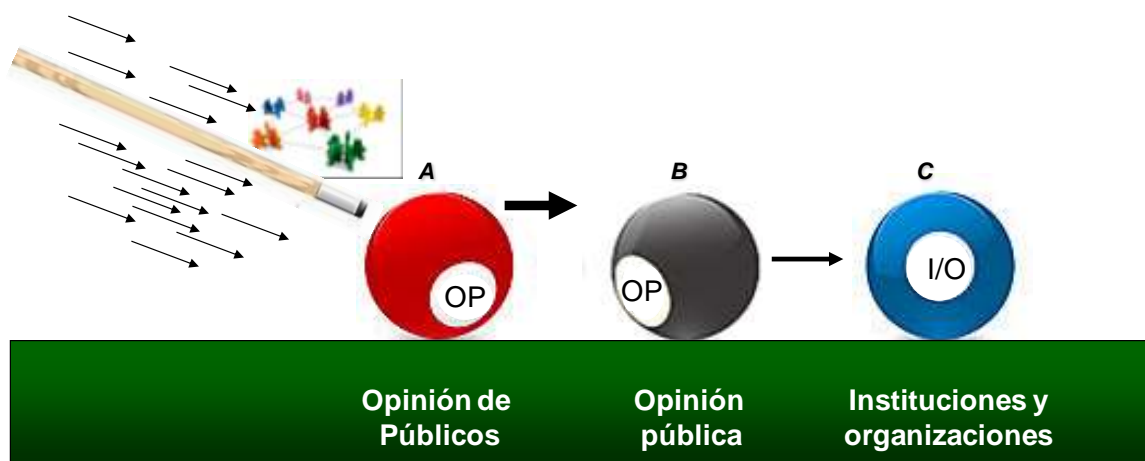 A
B
C
OP
OP
I/O
Opinión de
Públicos
Opinión
pública
Instituciones y
organizaciones